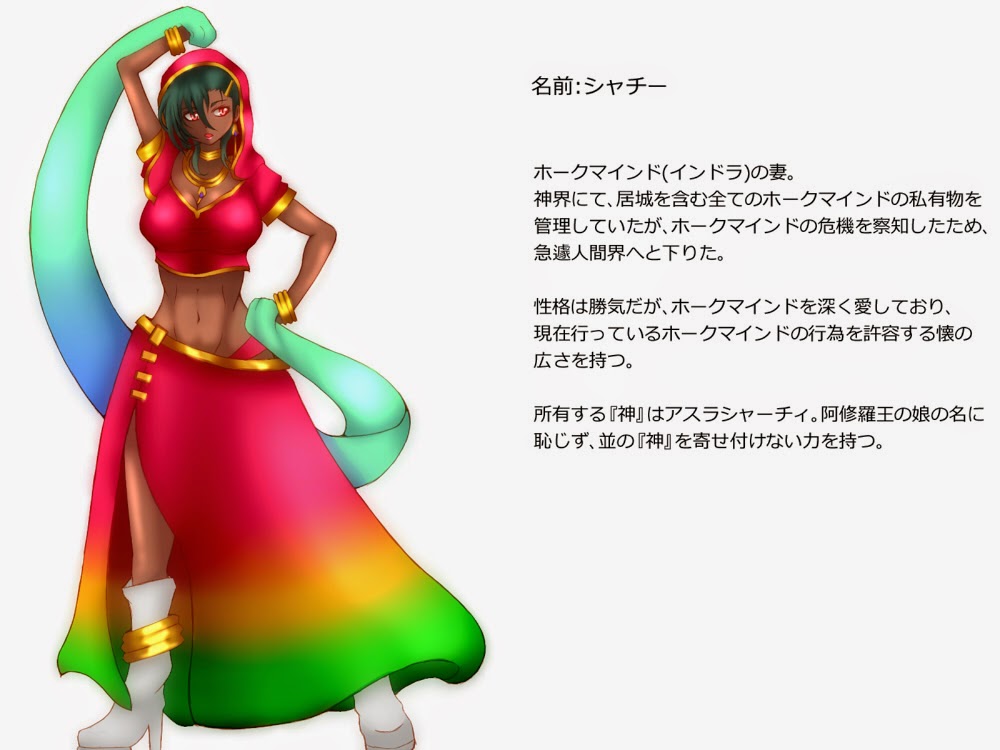 名前:シャチー
ホークマインド(インドラ)の妻。
神界にて、居城を含む全てのホークマインドの私有物を
管理していたが、ホークマインドの危機を察知したため、
急遽人間界へと下りた。
性格は勝気だが、ホークマインドを深く愛しており、
現在行っているホークマインドの行為を許容する懐の
広さを持つ。
所有する『神』はアスラシャーチィ。阿修羅王の娘の名に
恥じず、並の『神』を寄せ付けない力を持つ。